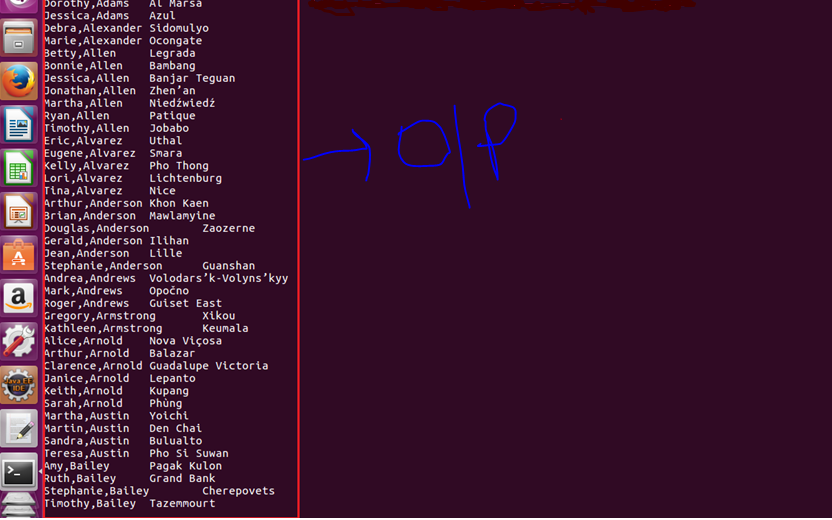 Dorothy,Adams Al Marsá
Jessica,Adams Azul
Debra,Alexander Sidomulyo
Marie,Alexander Ocongate
Betty,Allen Legrada
Bonnie,Allen Bambang
Jessica,Allen Banjar Teguan
Jonathan,Allen Zhen’an
Martha,Allen Niedźwiedź
Ryan,Allen Patique
Timothy,Allen Jobabo
Eric,Alvarez Uthal
Eugene,Alvarez Smara
Kelly,Alvarez Pho Thong
Lori,Alvarez Lichtenburg
Tina,Alvarez Nice
Arthur,Anderson Khon Kaen
Brian,Anderson Mawlamyine
Douglas,Anderson Zaozerne
Gerald,Anderson Ilihan
Jean,Anderson Lille
Stephanie,Anderson Guanshan
Andrea,Andrews Volodars’k-Volyns’kyy
Mark,Andrews Opočno
Roger,Andrews Guiset East
Gregory,Armstrong Xikou
Kathleen,Armstrong Keumala
Alice,Arnold Nova Viçosa
Arthur,Arnold Balazar
Clarence,Arnold Guadalupe Victoria
Janice,Arnold Lepanto
Keith,Arnold Kupang
Sarah,Arnold Phùng
Martha,Austin Yoichi
Martin,Austin Den Chai
Sandra,Austin Bulualto
Teresa,Austin Pho Si Suwan
Amy,Bailey Pagak Kulon
Ruth,Bailey Grand Bank
Stephanie,Bailey Cherepovets
Timothy,Bailey Tazemmourt
→ O/P
Java EE
IDE